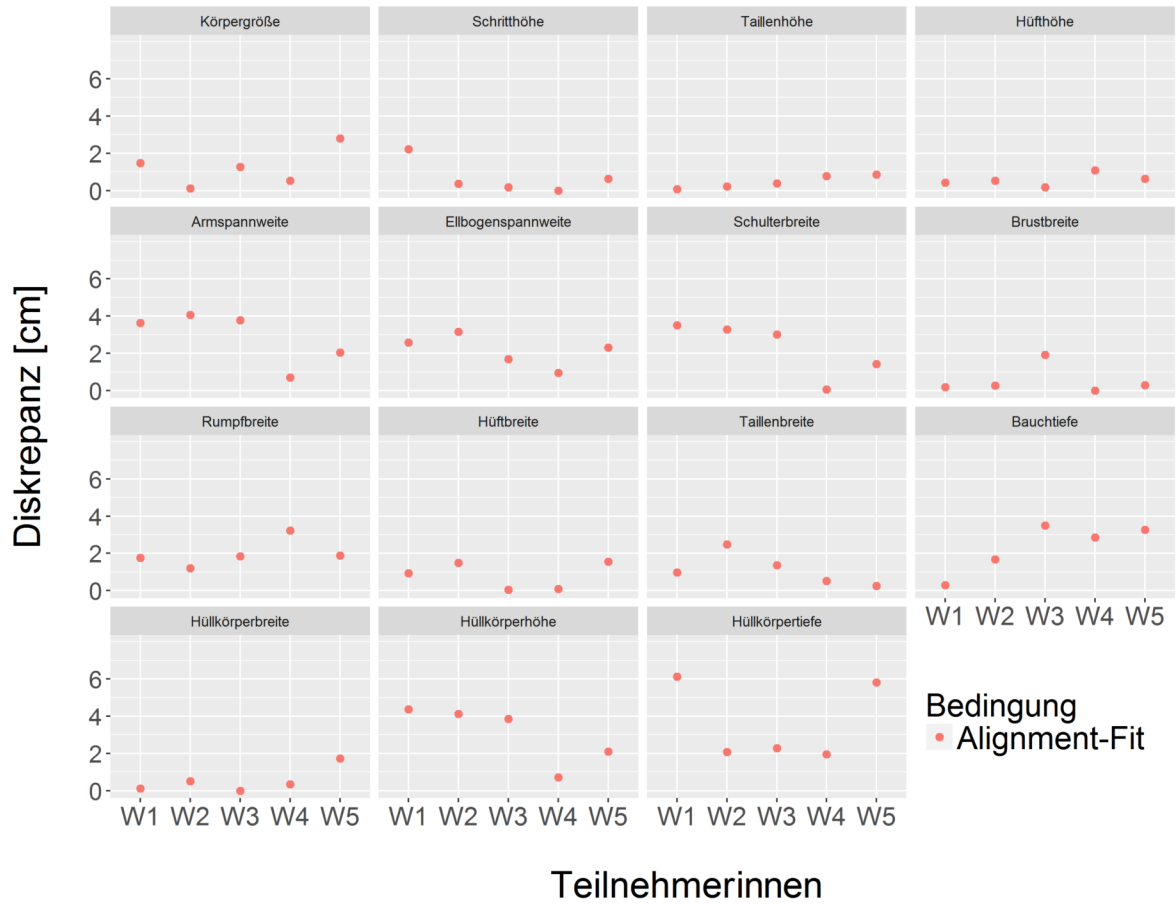 Körpergröße
Schritthöhe
Taillenhöhe
Hüfthöhe
6
4
2
0
Armspannweite
Ellbogenspannweite
Schulterbreite
Brustbreite
6
4
2
0
Rumpfbreite
Hüftbreite
Taillenbreite
Bauchtiefe
6
4
2
0
W1 W2 W3 W4 W5
Hüllkörperbreite
Hüllkörperhöhe
Hüllkörpertiefe
6
4
2
0
W1 W2 W3 W4 W5
W1 W2 W3 W4 W5
W1 W2 W3 W4 W5
Diskrepanz [cm]
Teilnehmerinnen
Bedingung
Alignment-Fit